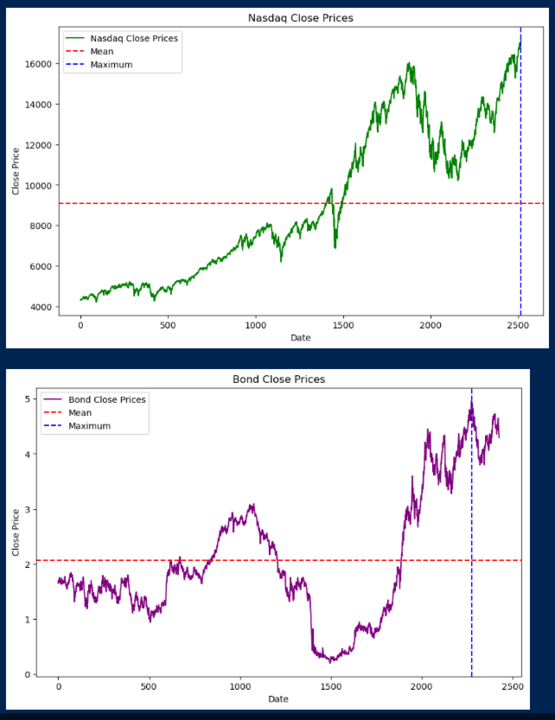 Nasdaq Close Prices
Nasdaq Close Prices
Mean
Maximum
16000
14000
12000
10000
8000
6000
4000
Close Price
0 500 1000 1500 2000 2500
Date
Bond Close Prices
Bond Close Prices
Mean
Maximum
5
4
3
2
1
0
Close Price
0 500 1000 1500 2000 2500
Date